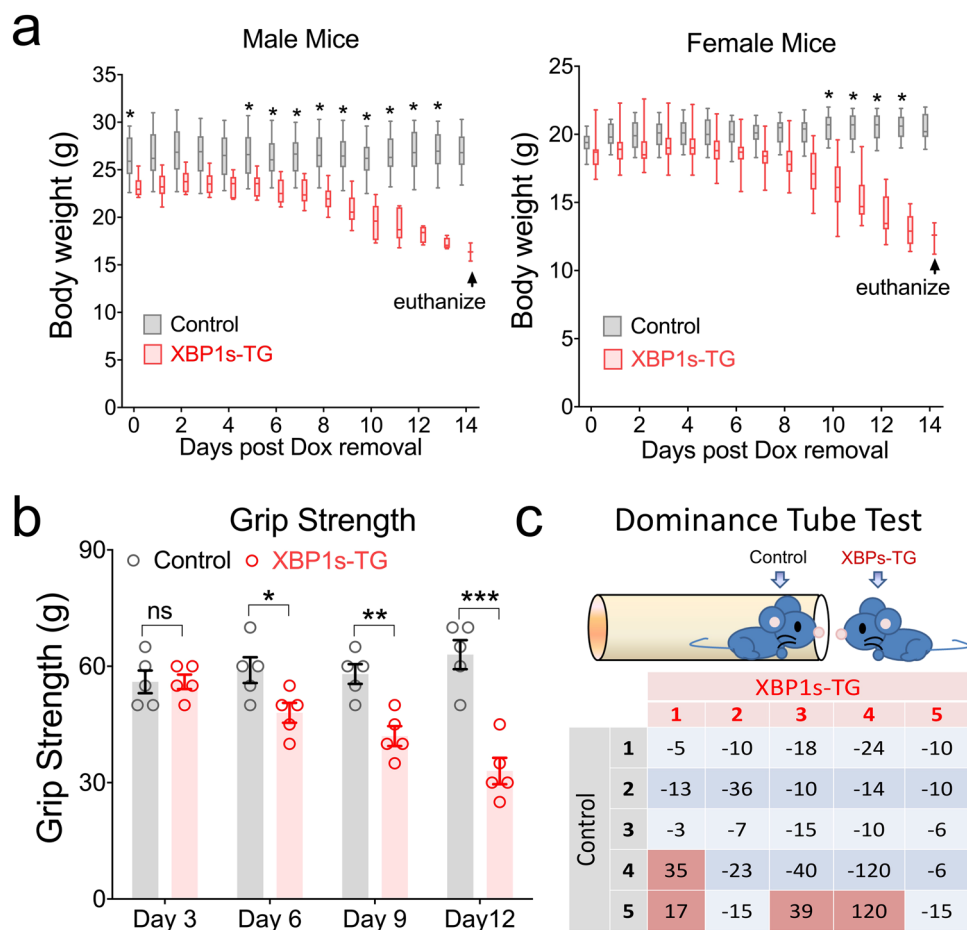 a
Male Mice
Female Mice
Body weight (g)
35
30
25
20
15
10
5
0
* * * * * * * * * *
euthanize
Control
XBP1s-TG
0 2 4 6 8 10 12 14
Days post Dox removal
Body weight (g)
25
20
15
10
5
0
* * * *
euthanize
Control
XBP1s-TG
0 2 4 6 8 10 12 14
Days post Dox removal
b
Grip Strength
Control XBP1s-TG
Grip Strength (g)
90
60
30
0
ns * ** ***
Day 3 Day 6 Day 9 Day12
c
Dominance Tube Test
Control XBPs-TG
XBP1s-TG
1 2 3 4 5
Control
1 -5 -10 -18 -24 -10
2 -13 -36 -10 -14 -10
3 -3 -7 -15 -10 -6
4 35 -23 -40 -120 -6
5 17 -15 39 120 -15